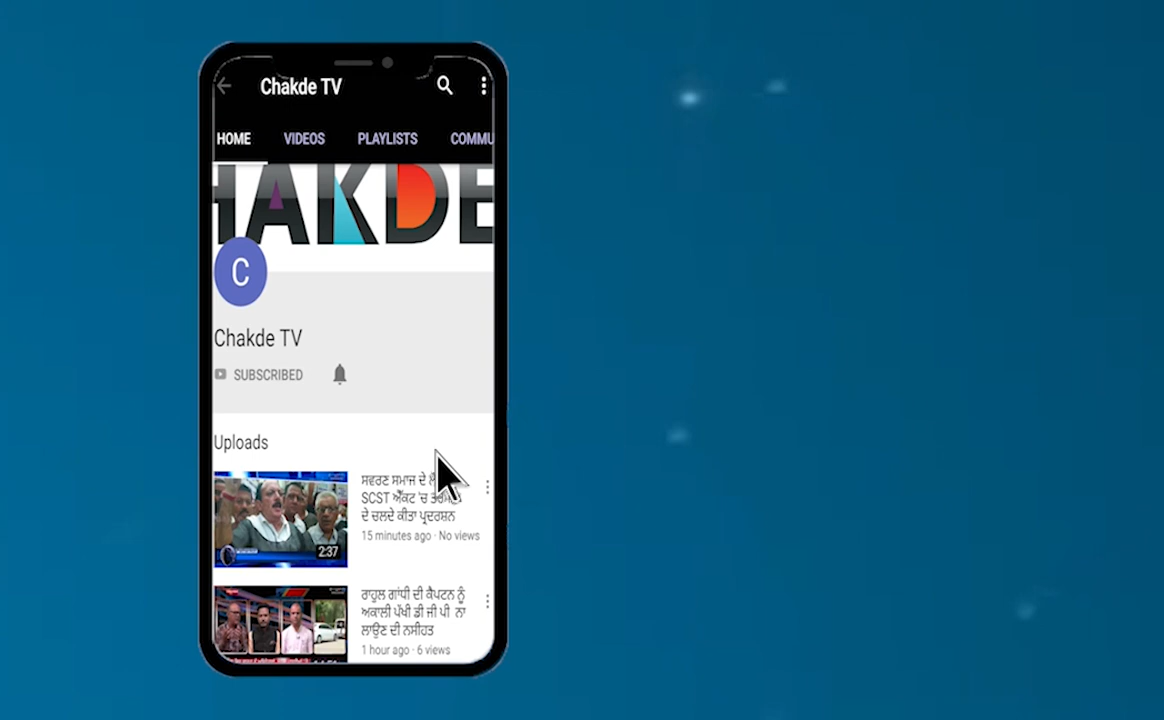 Chakde TV
HOME VIDEOS PLAYLISTS COMMU
HAKDE
C
Chakde TV
SUBSCRIBED
Uploads
ਸਵਰਣ ਸਮਾਜ ਦੇ
SCST ਐਕਟ 'ਚ
ਦੇ ਚਲਦੇ ਕੀਤਾ ਪ੍ਰਦਰਸ਼ਨ
15 minutes ago · No views
2:37
ਰਾਹੁਲ ਗਾਂਧੀ ਦੀ ਕੈਪਟਨ ਨੂੰ
ਅਕਾਲੀ ਪੱਖੀ ਡੀ ਜੀ ਪੀ ਨਾ
ਲਾਉਣ ਦੀ ਨਸੀਹਤ
1 hour ago · 6 views